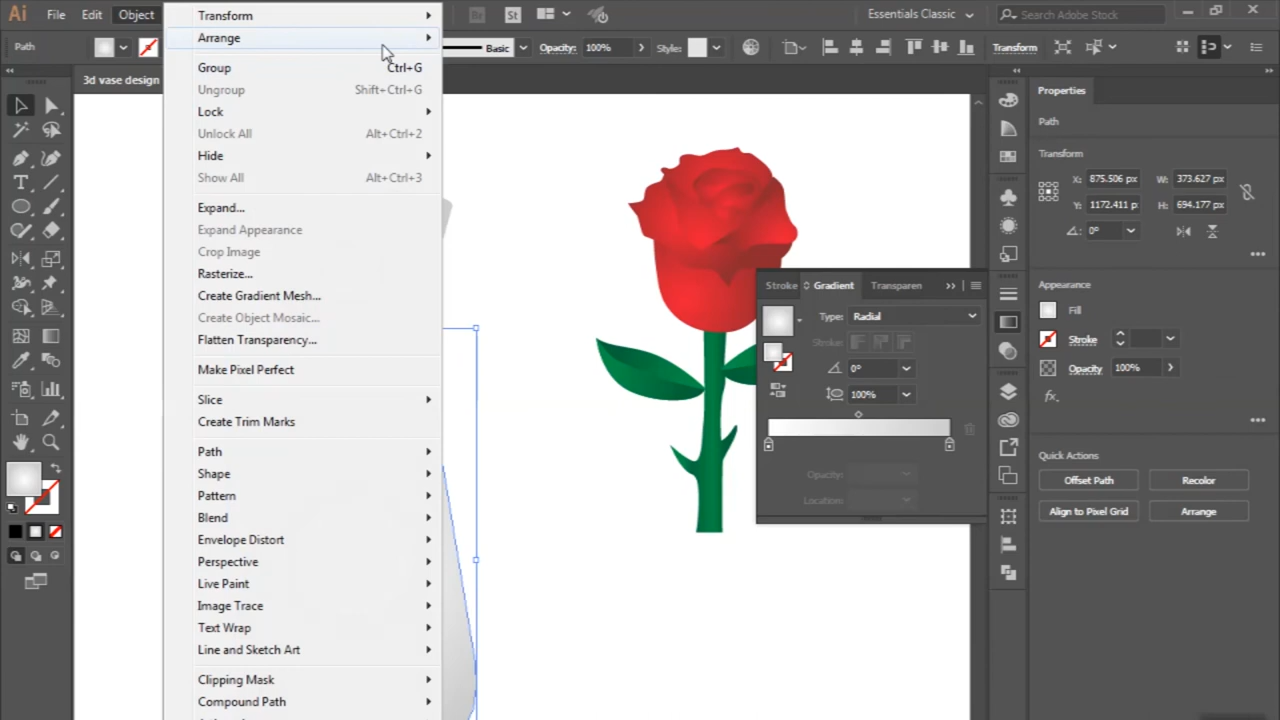 Ai File Edit Object
Br St Essentials Classic Search Adobe Stock
Path Basic Opacity: 100% Style: Transform
3d vase design
Transform
Arrange
Group Ctrl+G
Ungroup Shift+Ctrl+G
Lock
Unlock All Alt+Ctrl+2
Hide
Show All Alt+Ctrl+3
Expand...
Expand Appearance
Crop Image
Rasterize...
Create Gradient Mesh...
Create Object Mosaic...
Flatten Transparency...
Make Pixel Perfect
Slice
Create Trim Marks
Path
Shape
Pattern
Blend
Envelope Distort
Perspective
Live Paint
Image Trace
Text Wrap
Line and Sketch Art
Clipping Mask
Compound Path
Stroke Gradient Transparen
Type: Radial
Stroke:
0°
100%
Opacity:
Location:
Properties
Path
Transform
X: 875.506 px W: 373.627 px
Y: 1172.411 p H: 694.177 px
0°
Appearance
Fill
Stroke
Opacity 100%
fx
Quick Actions
Offset Path Recolor
Align to Pixel Grid Arrange